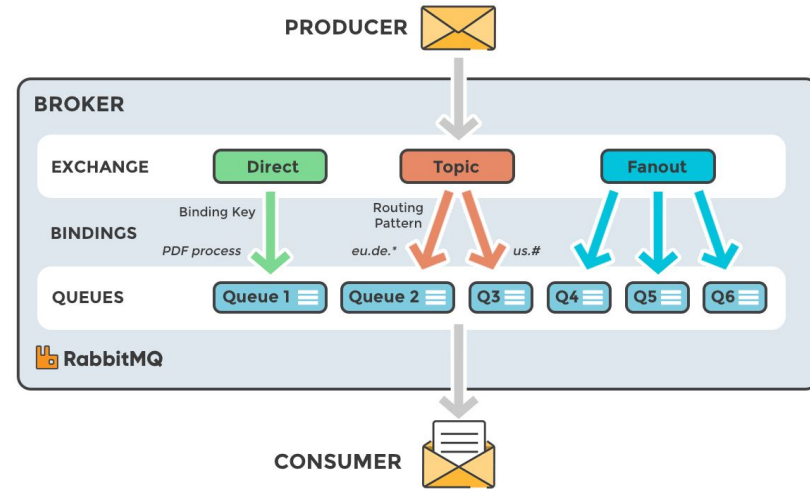 PRODUCER
BROKER
EXCHANGE
Direct
Topic
Fanout
BINDINGS
Binding Key
PDF process
Routing
Pattern
eu.de.*
us.#
QUEUES
Queue 1
Queue 2
Q3
Q4
Q5
Q6
RabbitMQ
CONSUMER